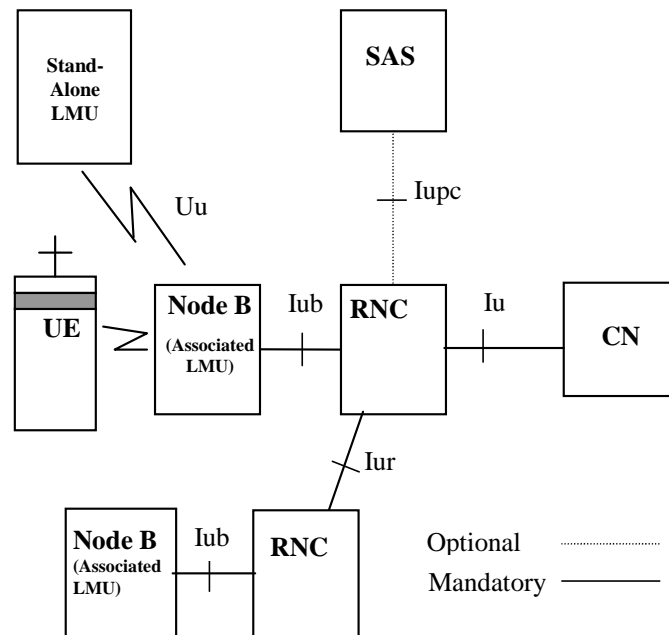 Stand-
Alone
LMU
SAS
Uu
Iupc
UE
Node B
(Associated
LMU)
Iub
RNC
Iu
CN
Iur
Node B
(Associated
LMU)
Iub
RNC
Optional
Mandatory